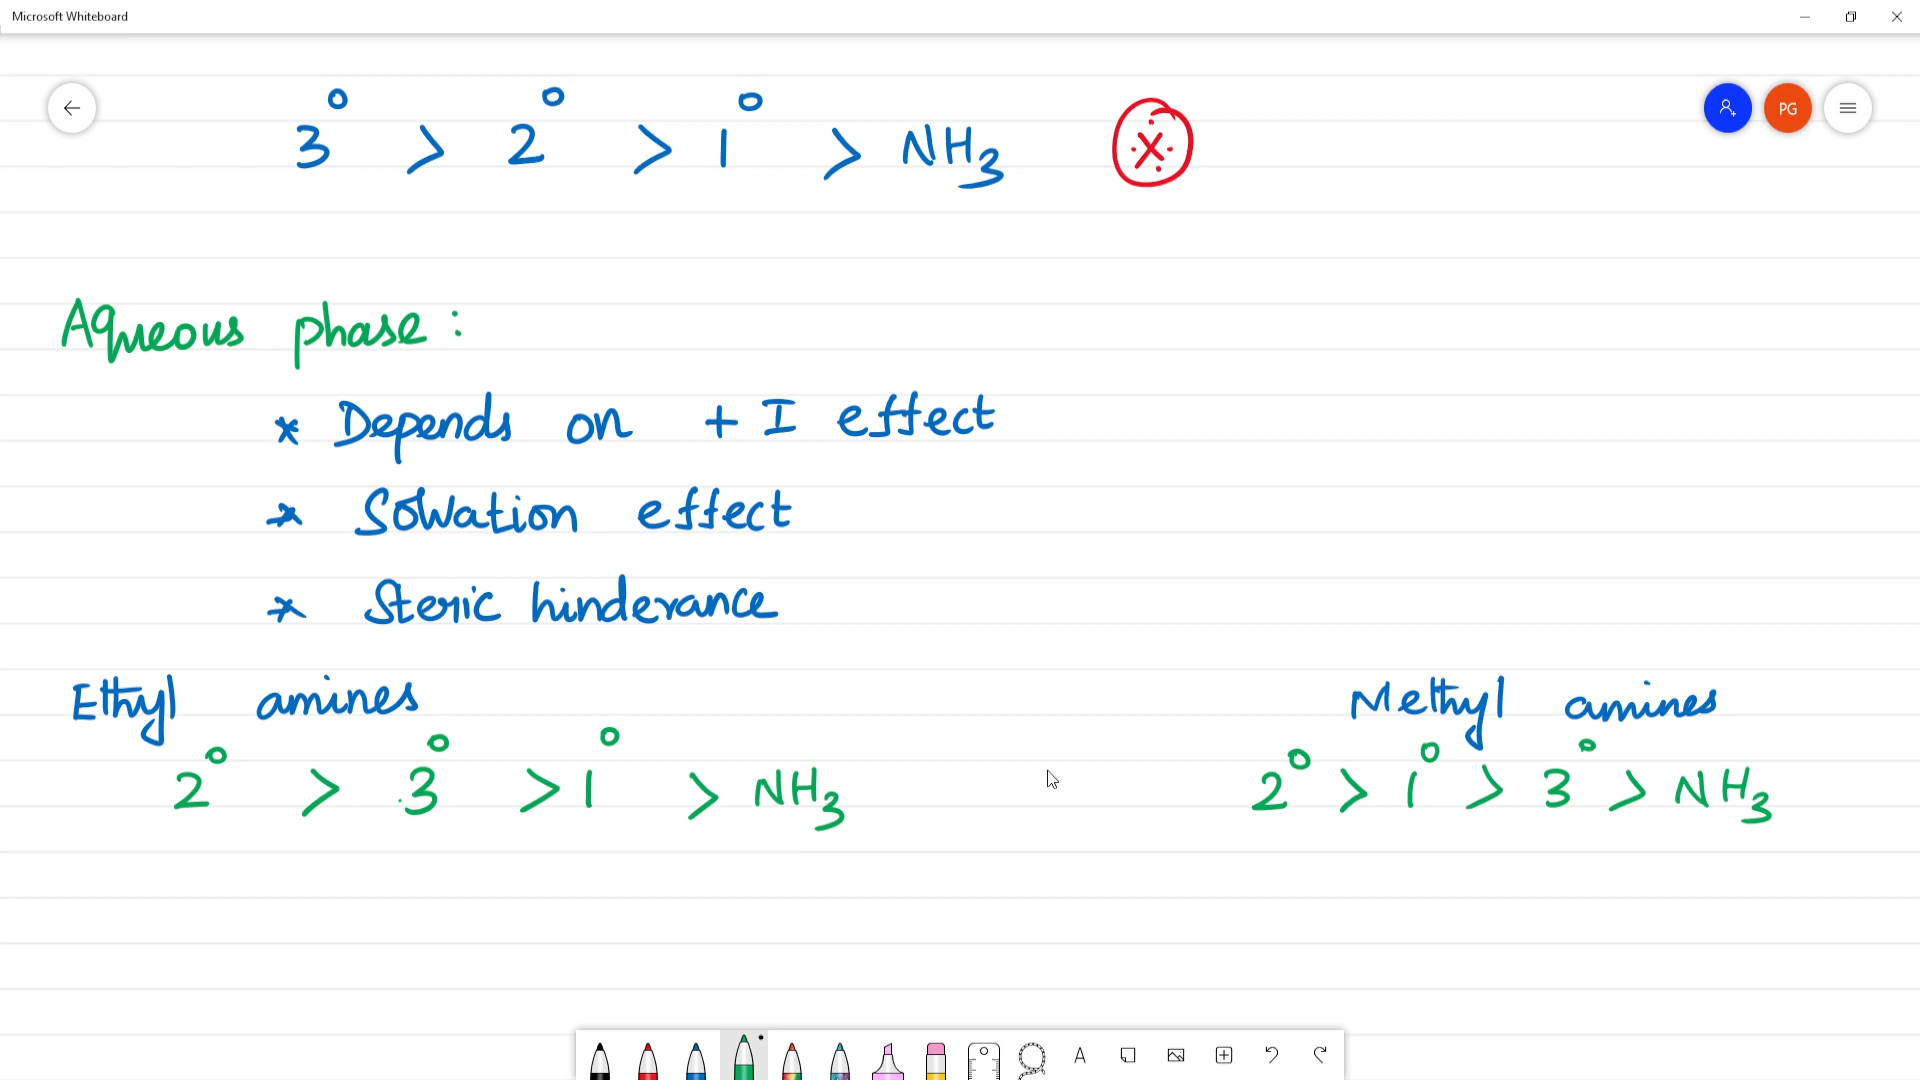 Microsoft Whiteboard
3° > 2° > 1° > NH3 X
PG
Aqueous phase :
* Depends on + I effect
* Solvation effect
* Steric hinderance
Ethyl amines
2° > 3° > 1° > NH3
Methyl amines
2° > 1° > 3° > NH3
A